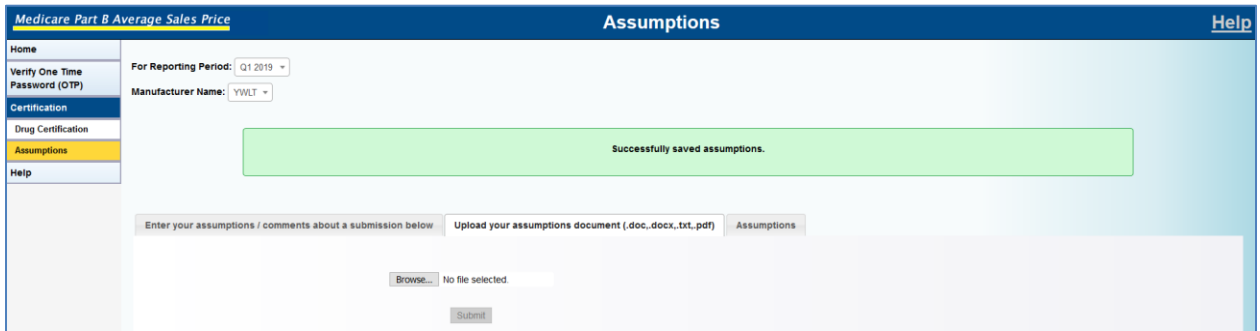 Medicare Part B Average Sales Price
Assumptions
Help
Home
Verify One Time
Password (OTP)
Certification
Drug Certification
Assumptions
Help
For Reporting Period: Q1 2019
Manufacturer Name: YWLT
Successfully saved assumptions.
Enter your assumptions / comments about a submission below
Upload your assumptions document (.doc,.docx,.txt,.pdf)
Assumptions
Browse... No file selected.
Submit